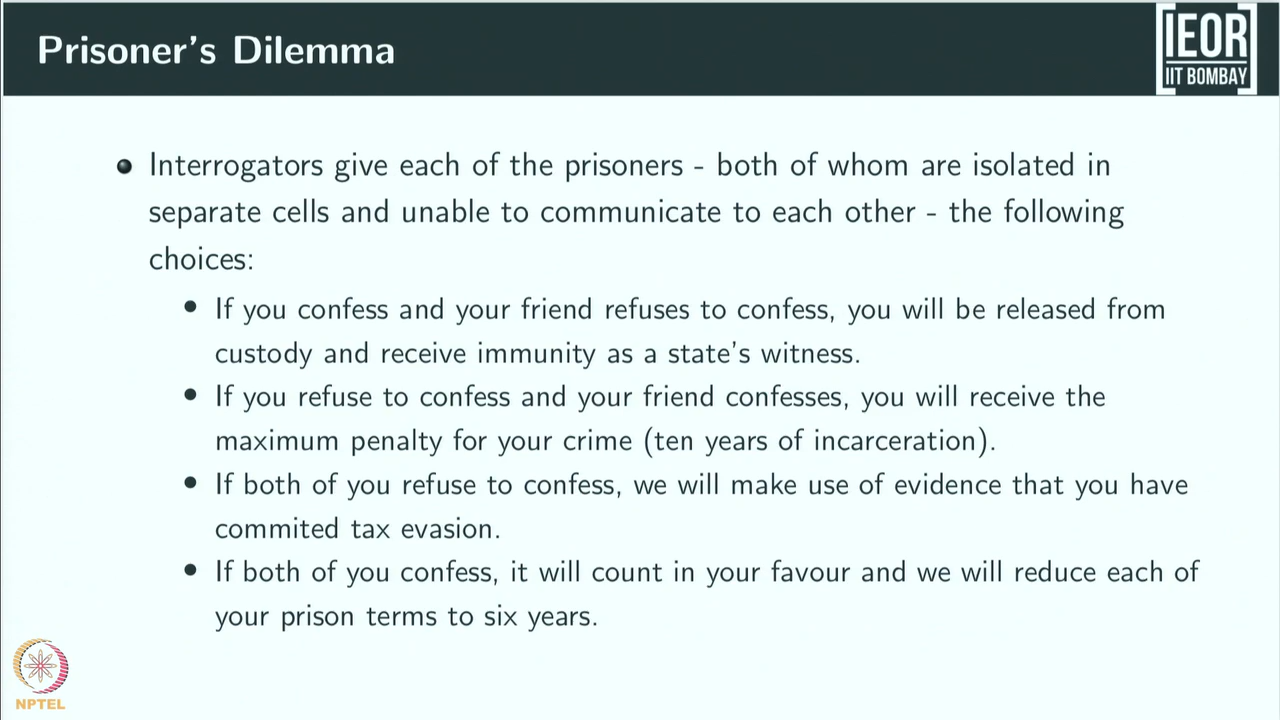 Prisoner's Dilemma
IEOR
IIT BOMBAY
Interrogators give each of the prisoners - both of whom are isolated in
separate cells and unable to communicate to each other - the following
choices:
If you confess and your friend refuses to confess, you will be released from
custody and receive immunity as a state's witness.
If you refuse to confess and your friend confesses, you will receive the
maximum penalty for your crime (ten years of incarceration).
If both of you refuse to confess, we will make use of evidence that you have
commited tax evasion.
If both of you confess, it will count in your favour and we will reduce each of
your prison terms to six years.
NPTEL